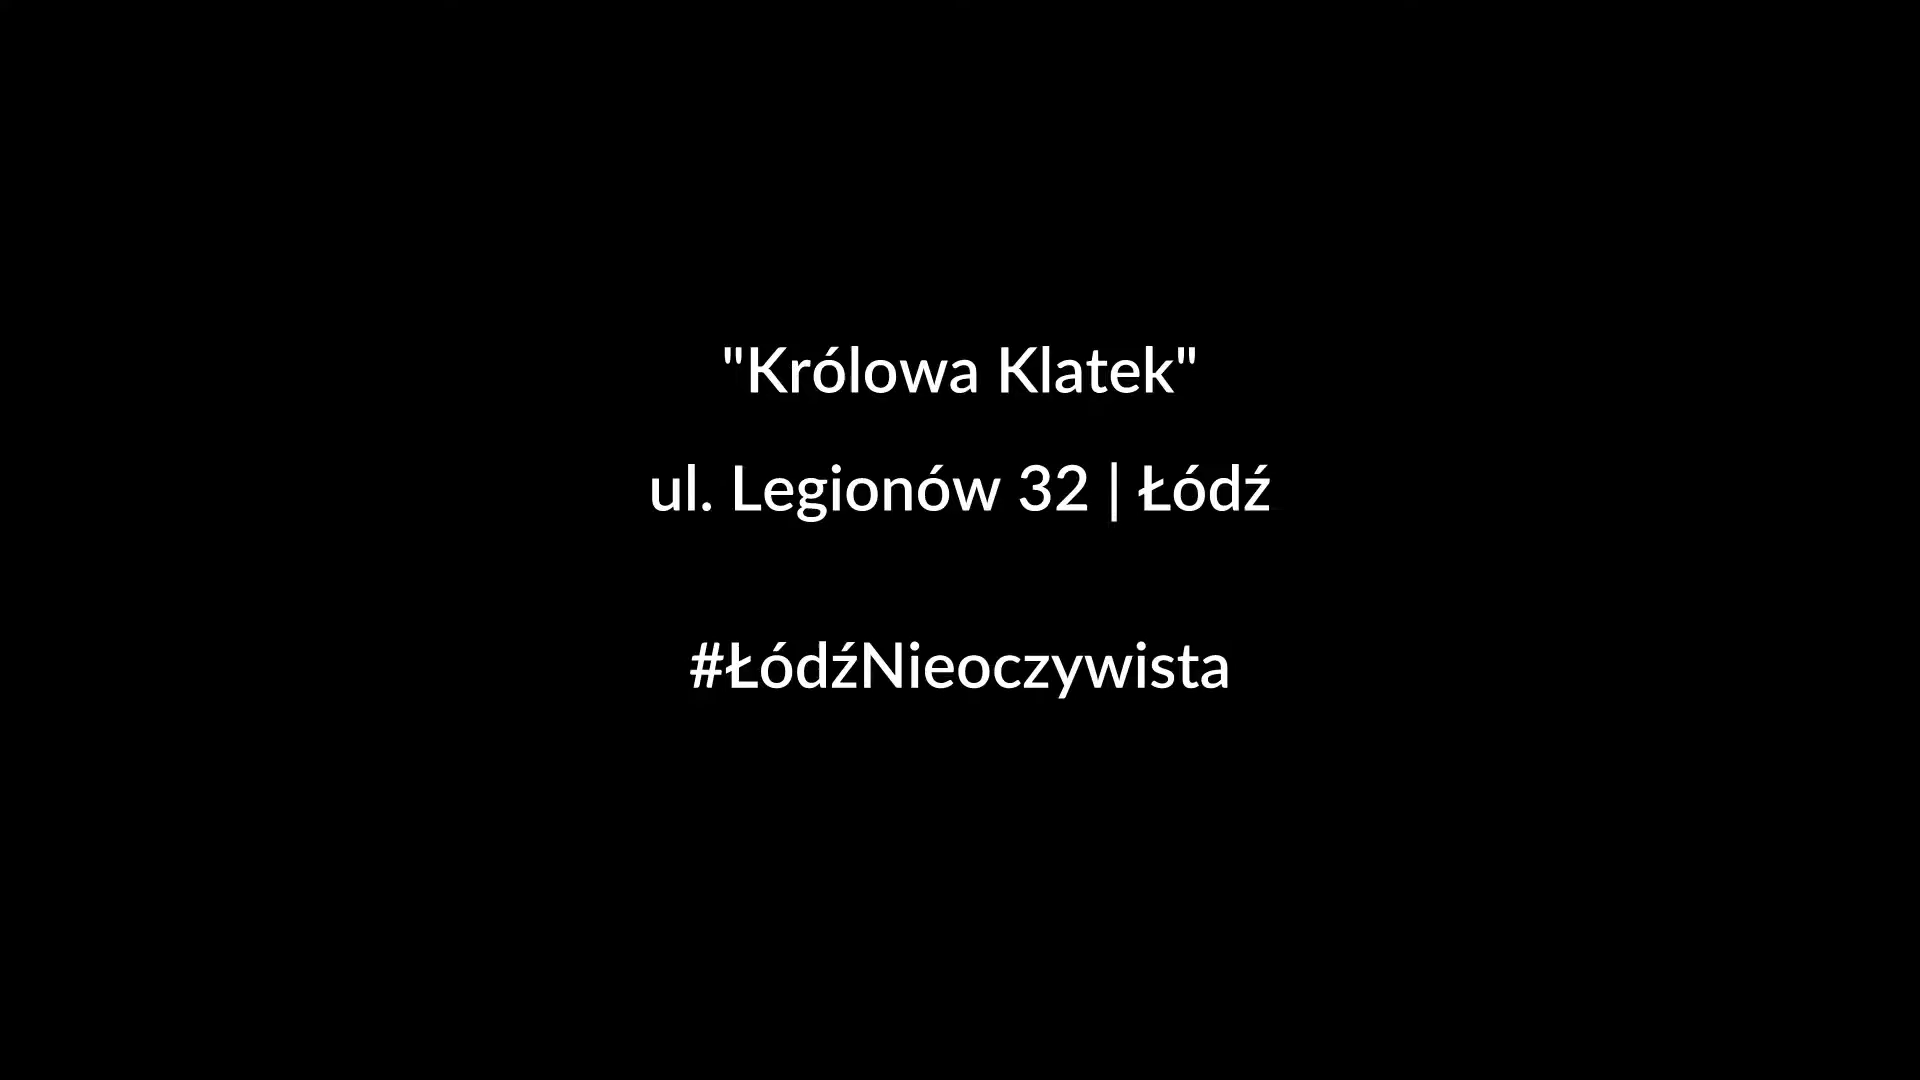 "Królowa Klatek"
ul. Legionów 32 | Łódź
#ŁódźNieoczywista